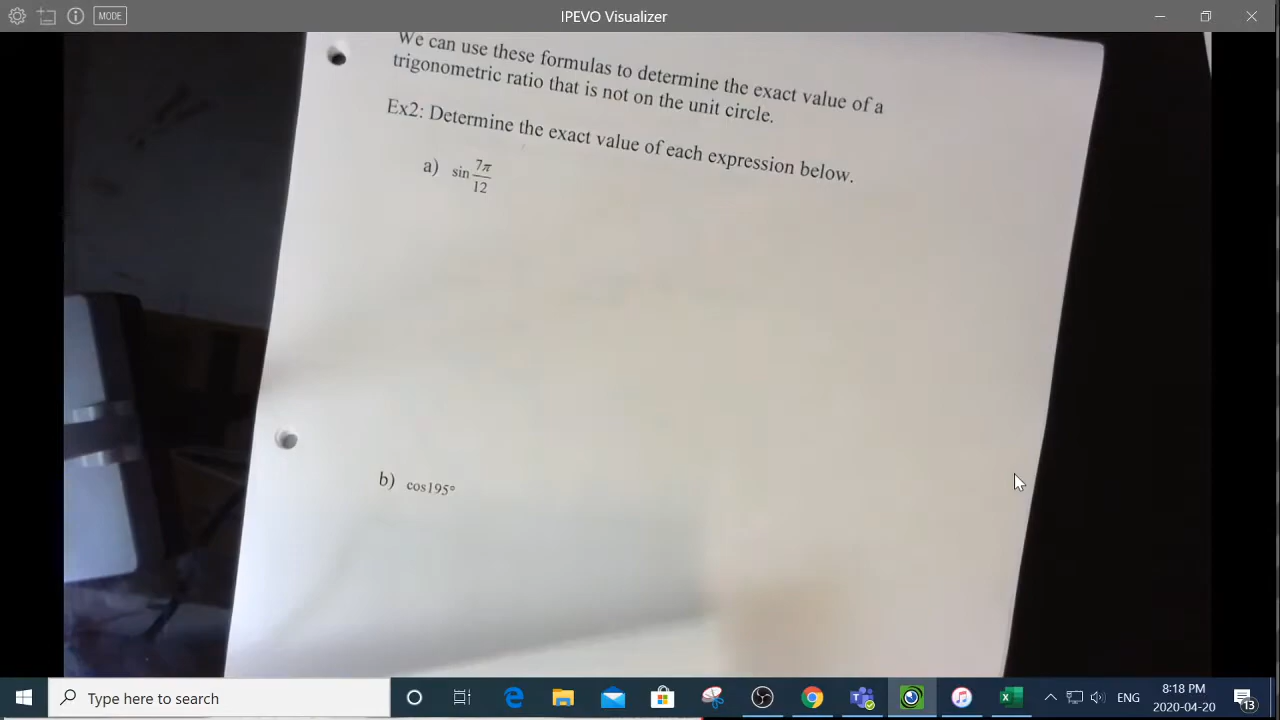 MODE
IPEVO Visualizer
We can use these formulas to determine the exact value of a
trigonometric ratio that is not on the unit circle.
Ex2: Determine the exact value of each expression below.
a) sin 7π/12
b) cos195°
Type here to search
ENG
8:18 PM
2020-04-20
13